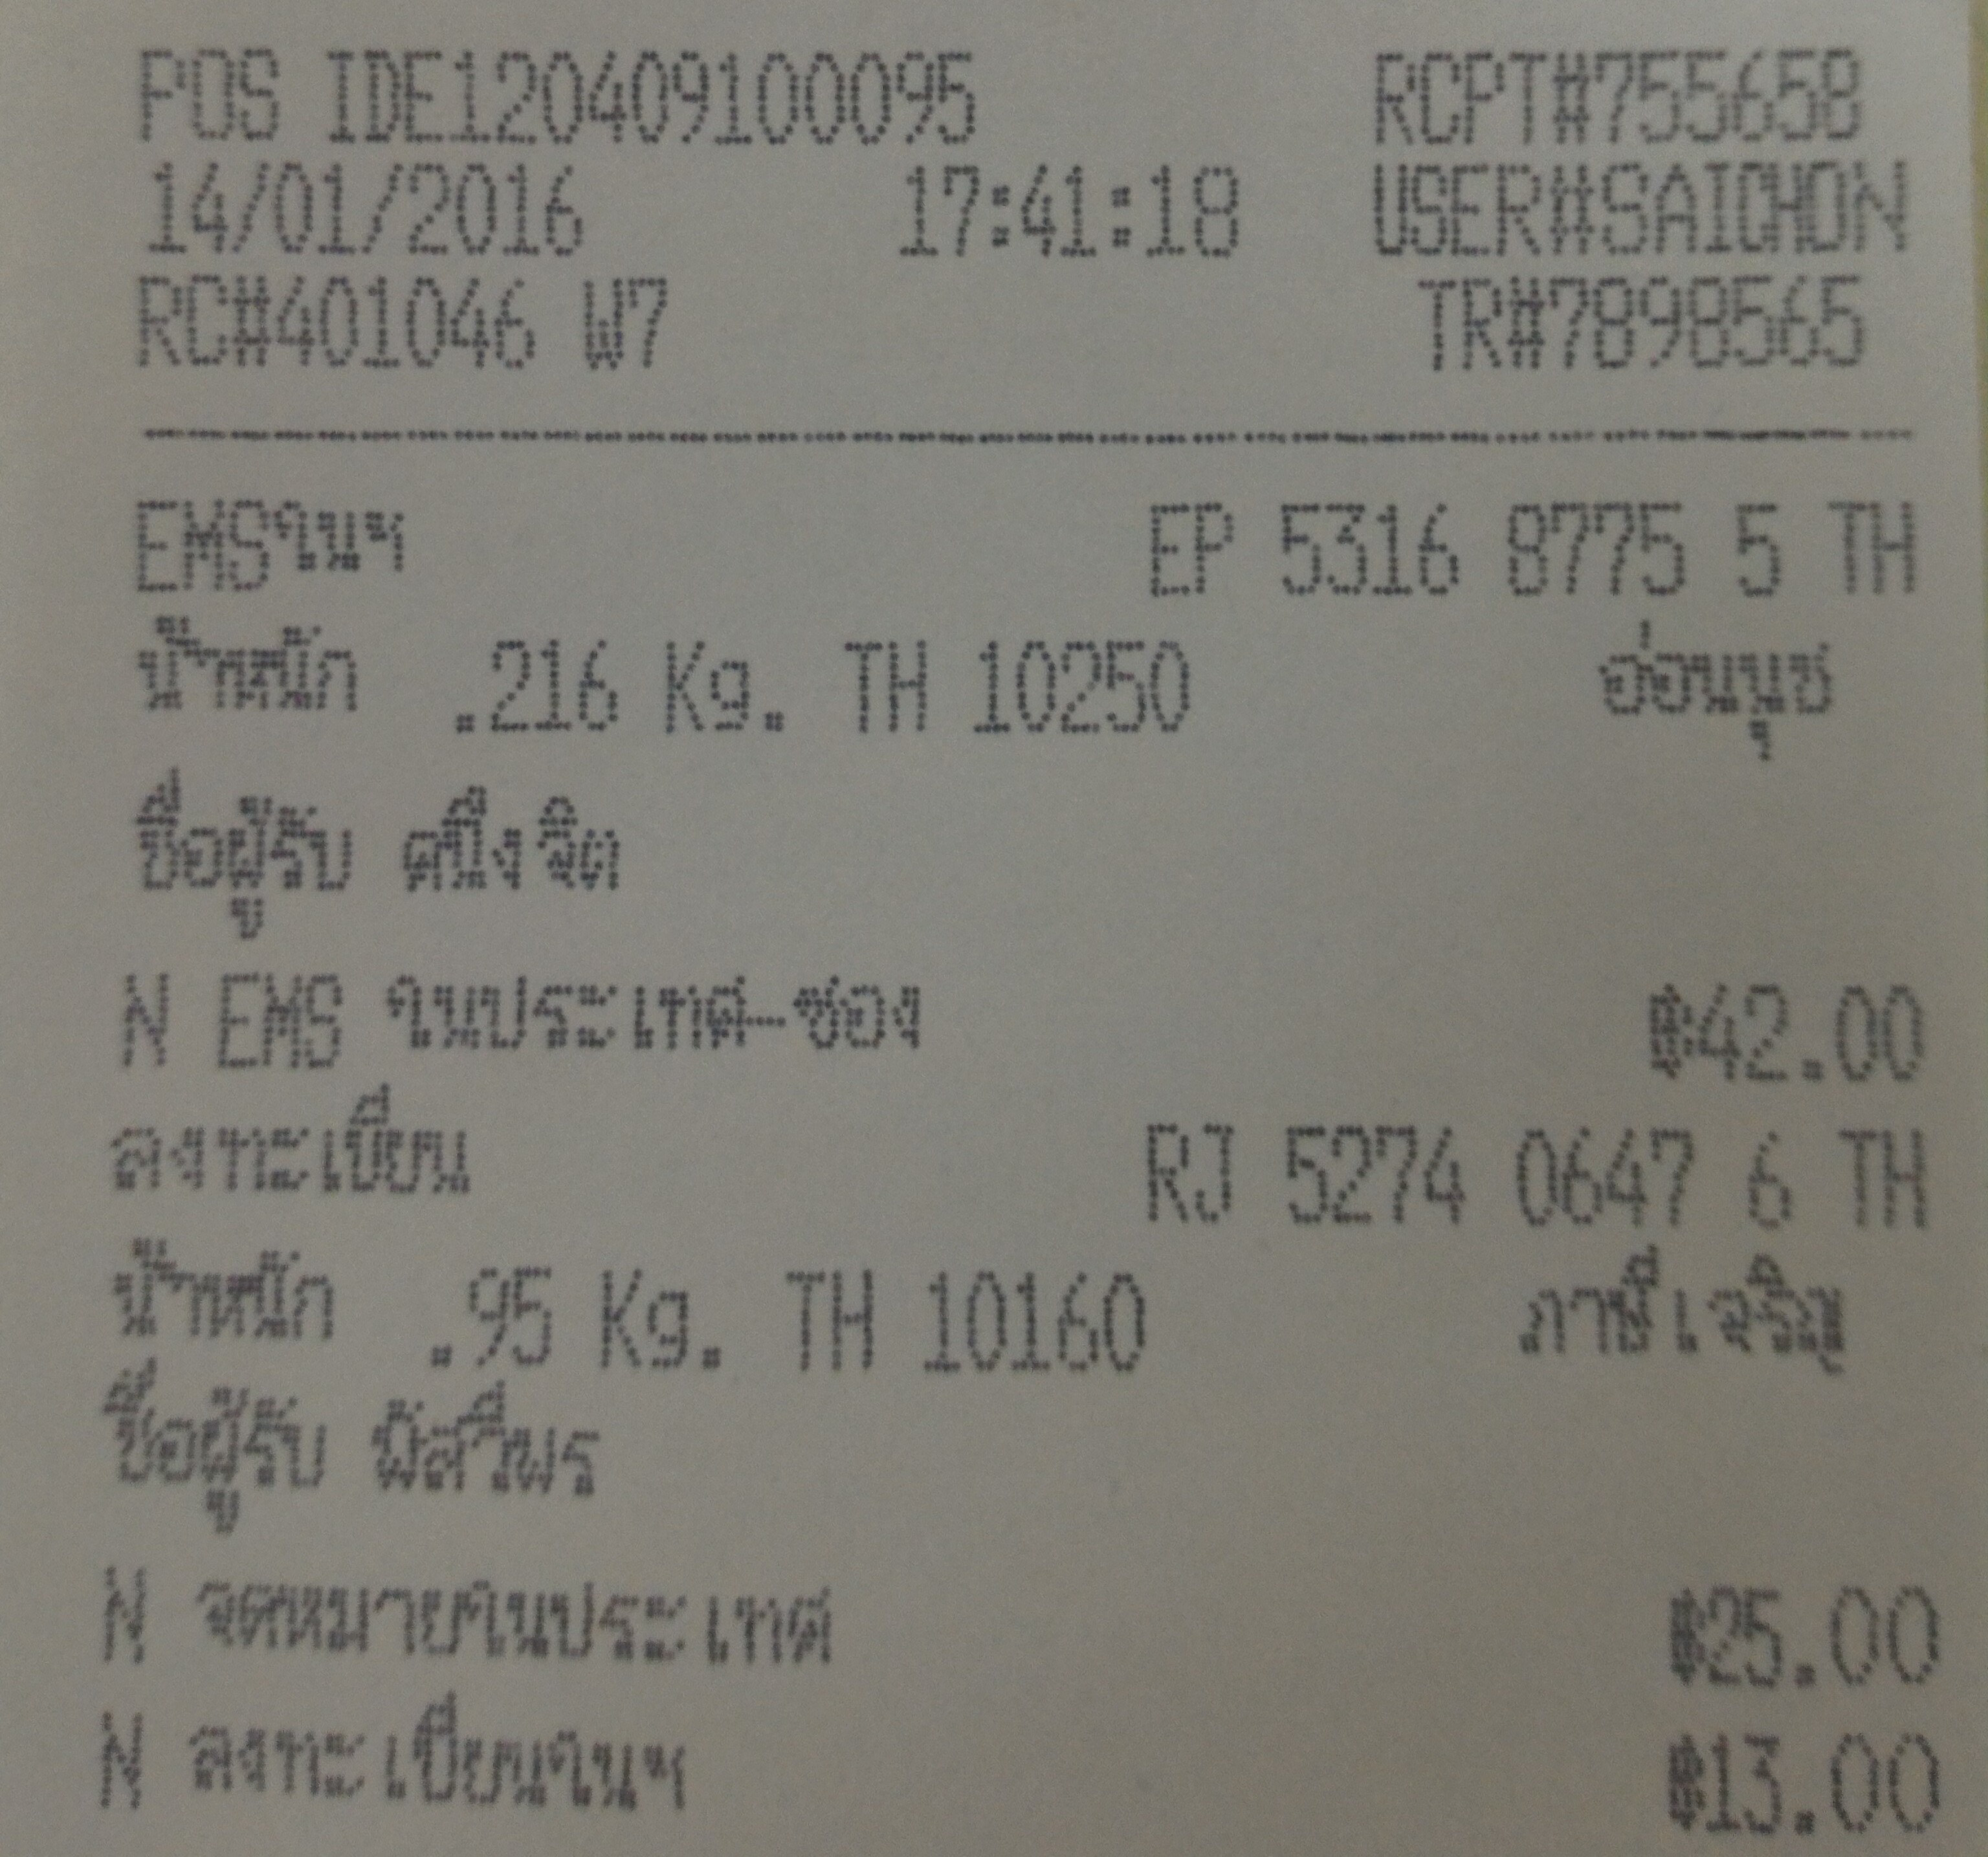 POS IDE120409100095 RCPT#755658
14/01/2016 17:41:18 USER#SAICHON
RC#401046 W7 TR#7898565
EMSในฯ EP 5316 8775 5 TH
น้ำหนัก .216 Kg. TH 10250 อ่อนนุช
ชื่อผู้รับ คนึงจิต
N EMS ในประเทศ-ซอง ฿42.00
ลงทะเบียน RJ 5274 0647 6 TH
น้ำหนัก .95 Kg. TH 10160 ภาษีเจริญ
ชื่อผู้รับ
N จดหมายในประเทศ ฿25.00
N ลงทะเบียนในฯ ฿13.00